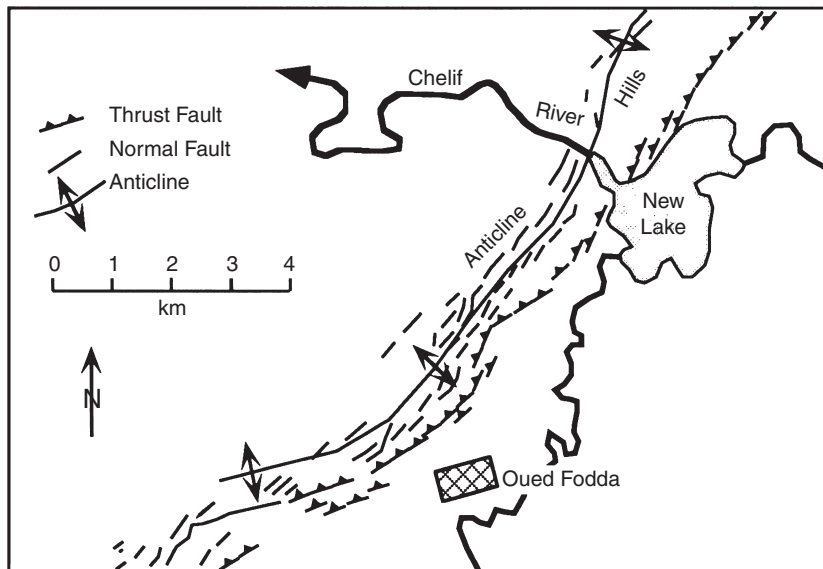 Chelif
River
Hills
Thrust Fault
Normal Fault
Anticline
New
Lake
Anticline
0 1 2 3 4
km
N
Oued Fodda